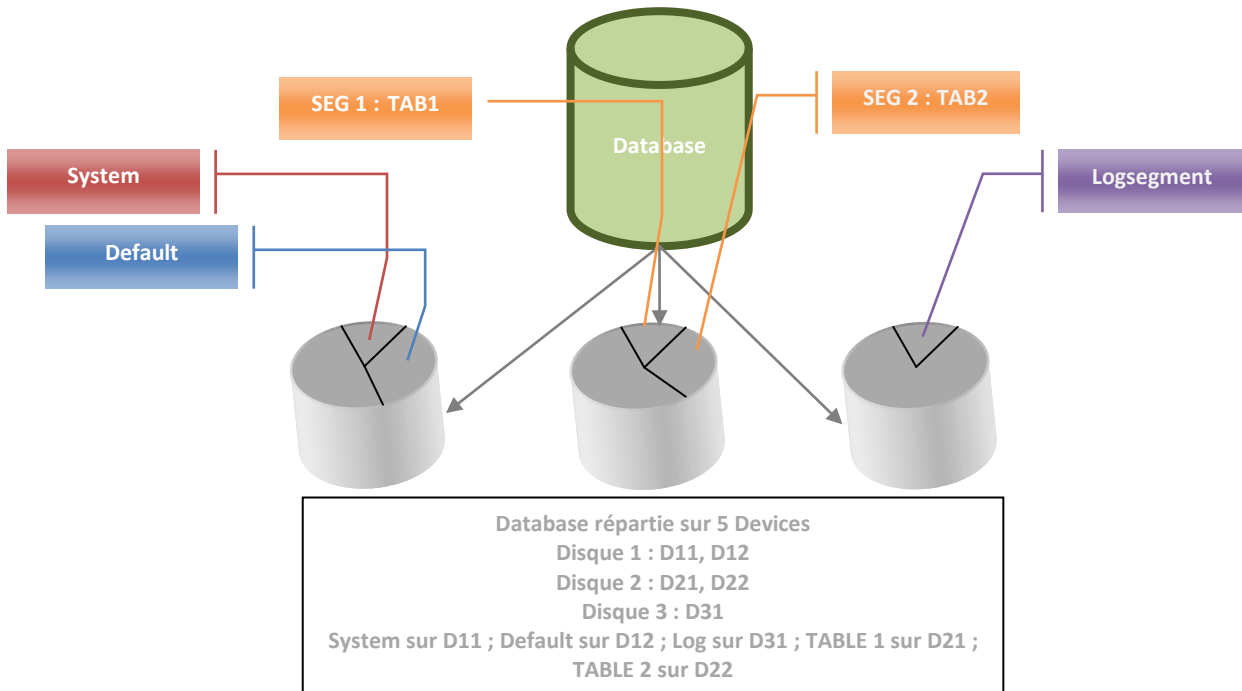 SEG 1 : TAB1
SEG 2 : TAB2
Database
System
Logsegment
Default
Database répartie sur 5 Devices
Disque 1 : D11, D12
Disque 2 : D21, D22
Disque 3 : D31
System sur D11 ; Default sur D12 ; Log sur D31 ; TABLE 1 sur D21 ;
TABLE 2 sur D22